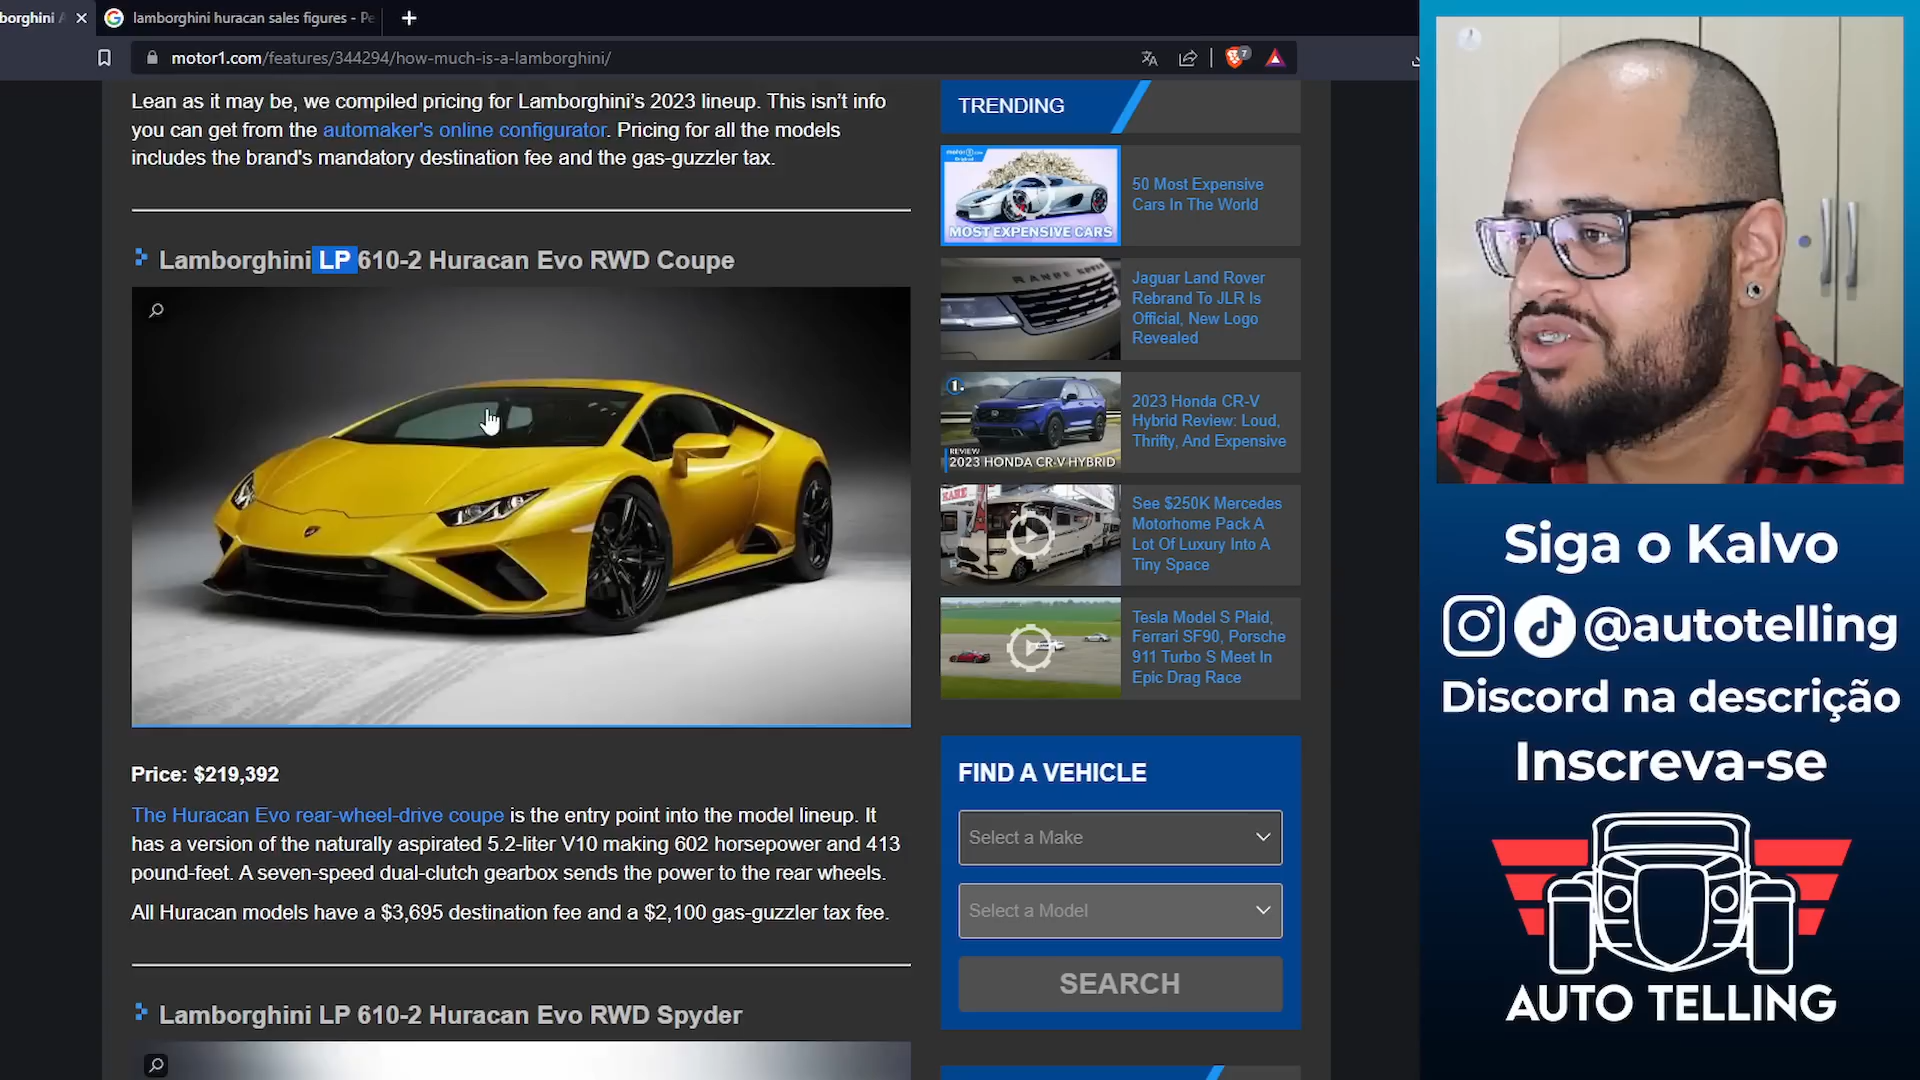 borghini
lamborghini huracan sales figures - Pe
motor1.com/features/344294/how-much-is-a-lamborghini/
7
Lean as it may be, we compiled pricing for Lamborghini's 2023 lineup. This isn't info
you can get from the automaker's online configurator. Pricing for all the models
includes the brand's mandatory destination fee and the gas-guzzler tax.
Lamborghini LP 610-2 Huracan Evo RWD Coupe
Price: $219,392
The Huracan Evo rear-wheel-drive coupe is the entry point into the model lineup. It
has a version of the naturally aspirated 5.2-liter V10 making 602 horsepower and 413
pound-feet. A seven-speed dual-clutch gearbox sends the power to the rear wheels.
All Huracan models have a $3,695 destination fee and a $2,100 gas-guzzler tax fee.
Lamborghini LP 610-2 Huracan Evo RWD Spyder
TRENDING
MOST EXPENSIVE CARS
50 Most Expensive
Cars In The World
RANGE ROVER
Jaguar Land Rover
Rebrand To JLR Is
Official, New Logo
Revealed
1.
REVIEW
2023 HONDA CR-V HYBRID
2023 Honda CR-V
Hybrid Review: Loud,
Thrifty, And Expensive
See $250K Mercedes
Motorhome Pack A
Lot Of Luxury Into A
Tiny Space
Tesla Model S Plaid,
Ferrari SF90, Porsche
911 Turbo S Meet In
Epic Drag Race
FIND A VEHICLE
Select a Make
Select a Model
SEARCH
Siga o Kalvo
@autotelling
Discord na descrição
Inscreva-se
AUTO TELLING